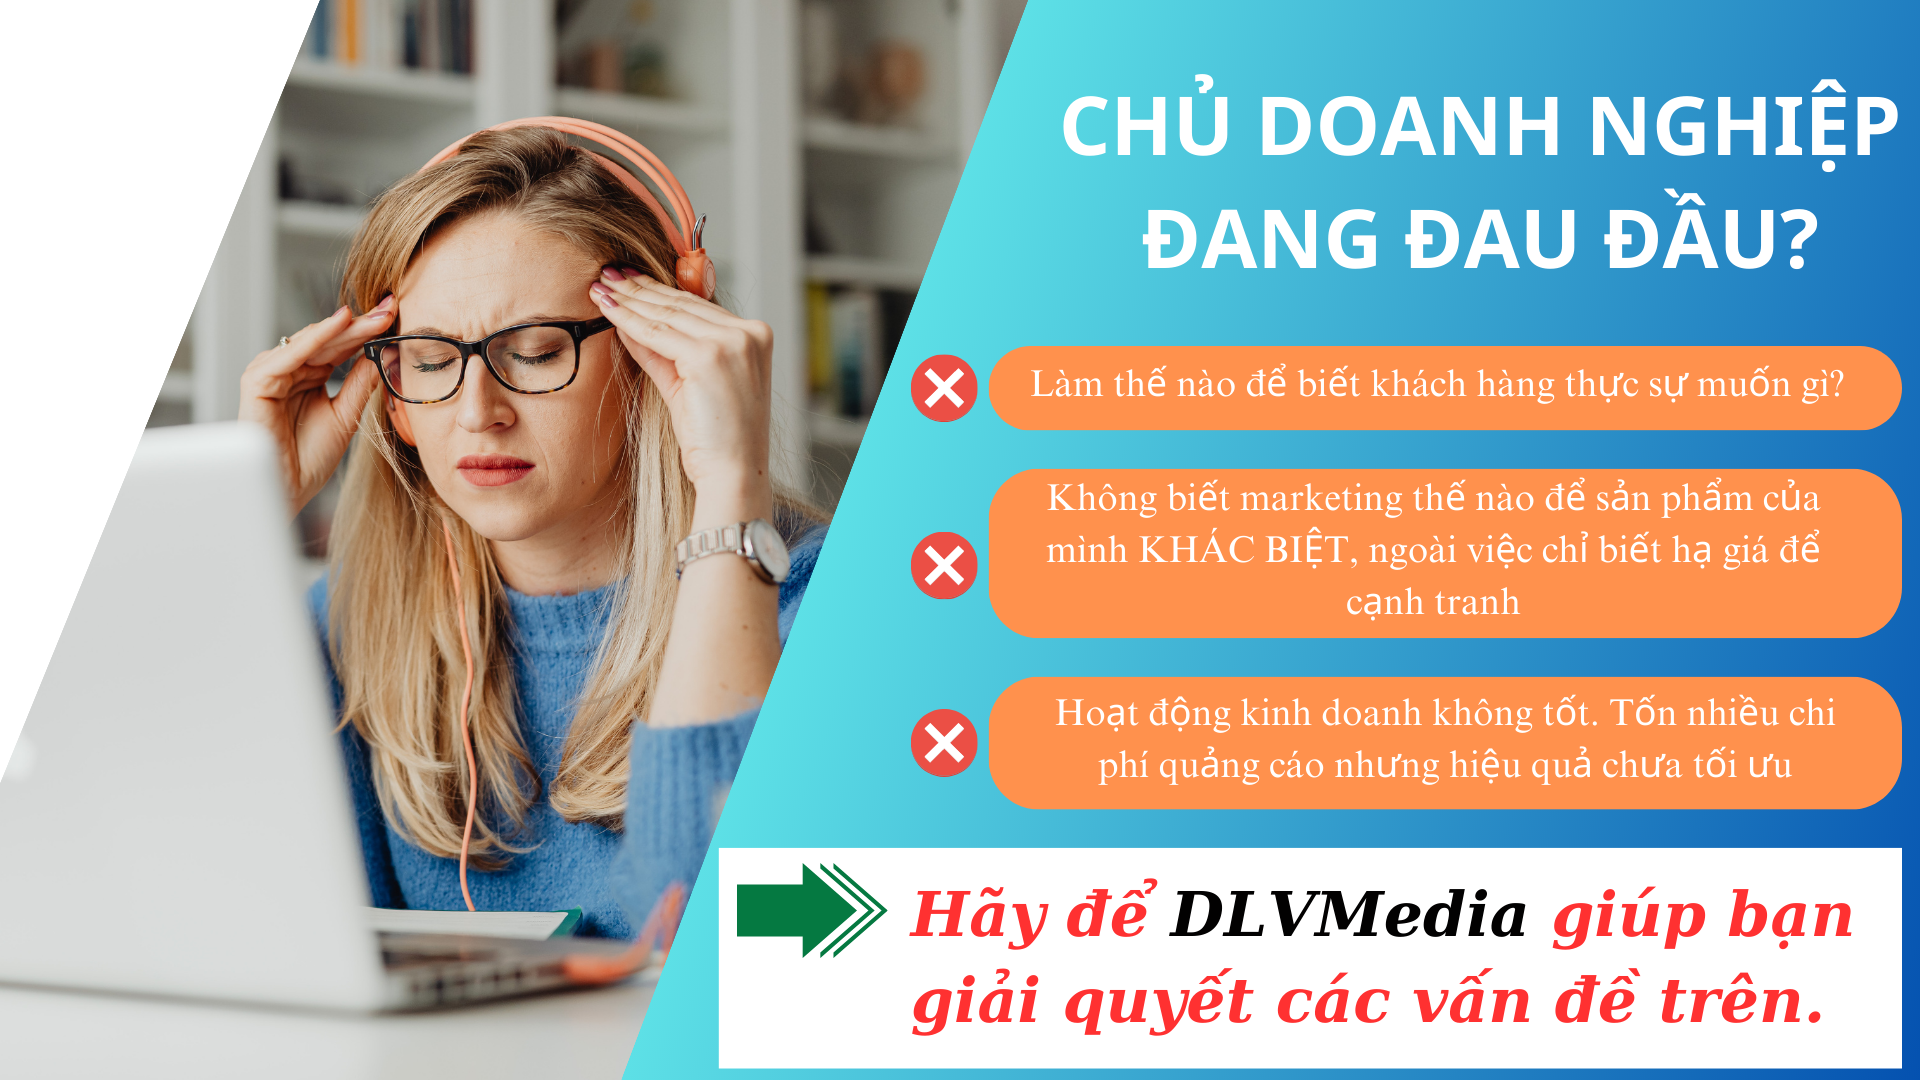 CHỦ DOANH NGHIỆP
ĐANG ĐAU ĐẦU?
Làm thế nào để biết khách hàng thực sự muốn gì?
Không biết marketing thế nào để sản phẩm của
mình KHÁC BIỆT, ngoài việc chỉ biết hạ giá để
cạnh tranh
Hoạt động kinh doanh không tốt. Tốn nhiều chi
phí quảng cáo nhưng hiệu quả chưa tối ưu
Hãy để DLVMedia giúp bạn
giải quyết các vấn đề trên.